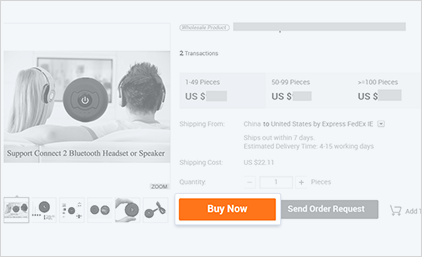 Wholesale Product
2 Transactions
1-49 Pieces
50-99 Pieces
>=100 Pieces
US $
US $
US $
Shipping From:
China to United States by Express FedEx IE
Ships out within 7 days.
Estimated Delivery Time: 4-15 working days
Shipping Cost:
US $22.11
Quantity:
1
Pieces
Support Connect 2 Bluetooth Headset or Speaker
ZOOM
Buy Now
Send Order Request
Add T